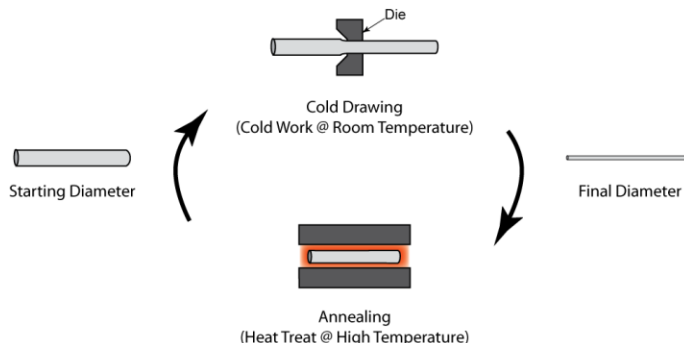 Die
Cold Drawing
(Cold Work @ Room Temperature)
Starting Diameter
Final Diameter
Annealing
(Heat Treat @ High Temperature)